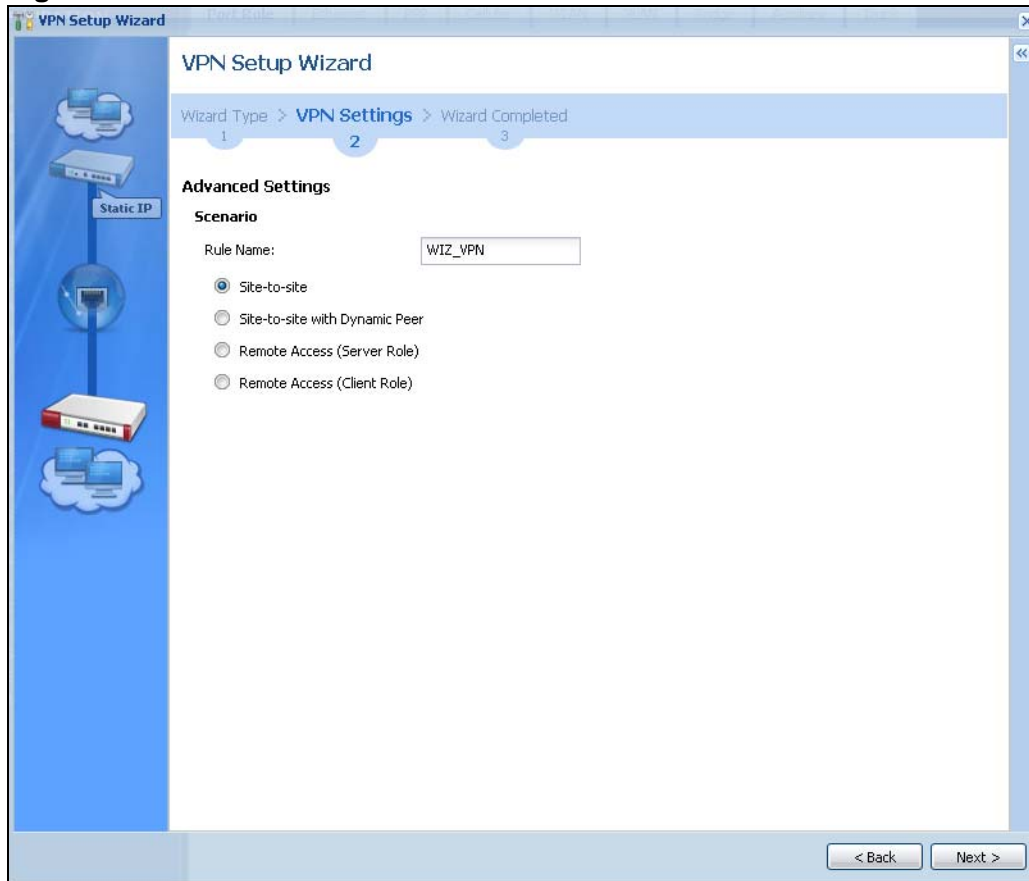 VPN Setup Wizard
VPN Setup Wizard
Wizard Type > VPN Settings > Wizard Completed
1 2 3
Advanced Settings
Scenario
Rule Name: WIZ_VPN
Site-to-site
Site-to-site with Dynamic Peer
Remote Access (Server Role)
Remote Access (Client Role)
Static IP
< Back Next >